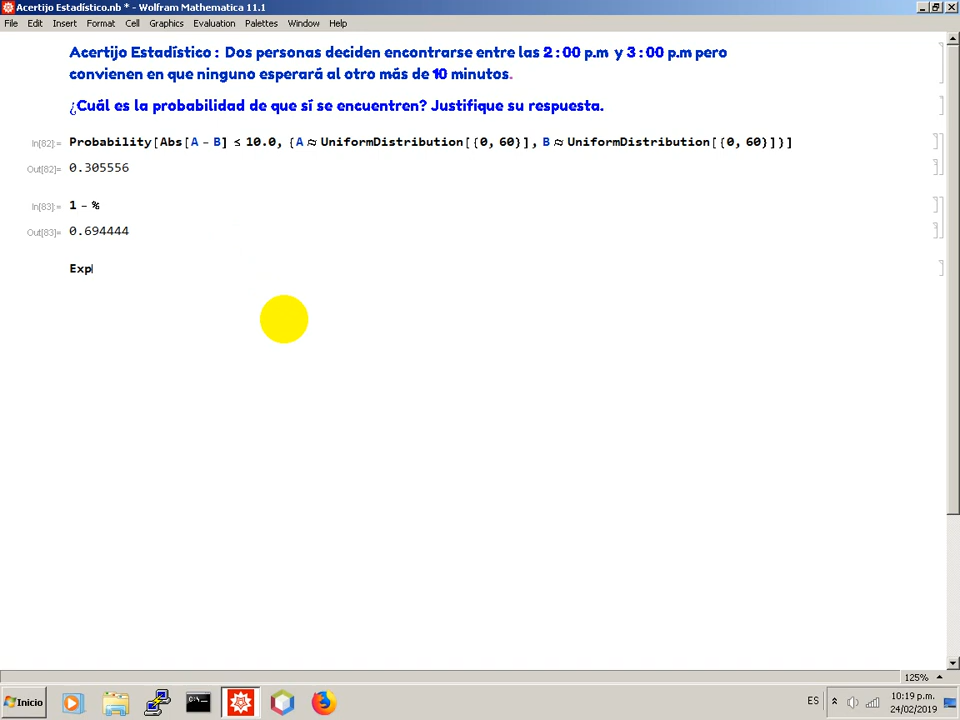 Acertijo Estadístico.nb * - Wolfram Mathematica 11.1
File Edit Insert Format Cell Graphics Evaluation Palettes Window Help
Acertijo Estadístico : Dos personas deciden encontrarse entre las 2 : 00 p.m y 3 : 00 p.m pero
convienen en que ninguno esperará al otro más de 10 minutos.
¿Cuál es la probabilidad de que sí se encuentren? Justifique su respuesta.
In[82]:= Probability[Abs[A - B] ≤ 10.0, {A ≈ UniformDistribution[{0, 60}], B ≈ UniformDistribution[{0, 60}]}]
Out[82]= 0.305556
In[83]:= 1 - %
Out[83]= 0.694444
Exp
125%
Inicio
ES
10:19 p.m.
24/02/2019